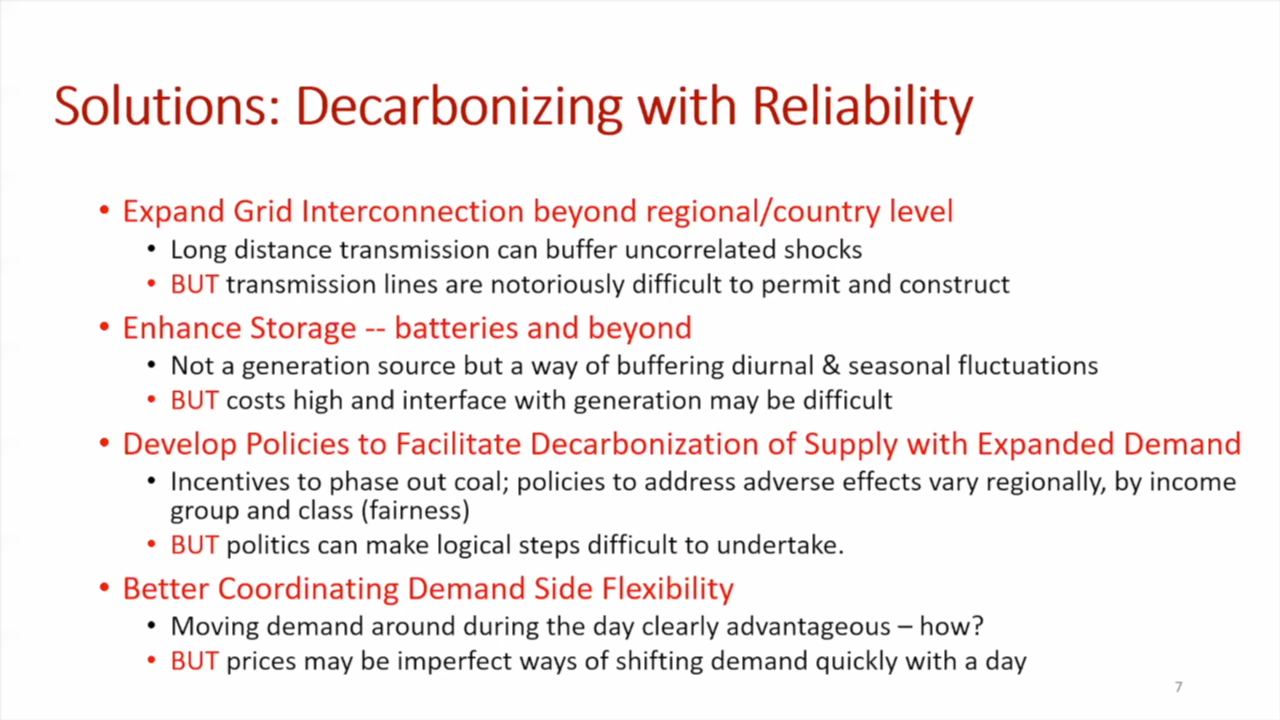 Solutions: Decarbonizing with Reliability
• Expand Grid Interconnection beyond regional/country level
• Long distance transmission can buffer uncorrelated shocks
• BUT transmission lines are notoriously difficult to permit and construct
• Enhance Storage -- batteries and beyond
• Not a generation source but a way of buffering diurnal & seasonal fluctuations
• BUT costs high and interface with generation may be difficult
• Develop Policies to Facilitate Decarbonization of Supply with Expanded Demand
• Incentives to phase out coal; policies to address adverse effects vary regionally, by income
group and class (fairness)
• BUT politics can make logical steps difficult to undertake.
• Better Coordinating Demand Side Flexibility
• Moving demand around during the day clearly advantageous – how?
• BUT prices may be imperfect ways of shifting demand quickly with a day
7